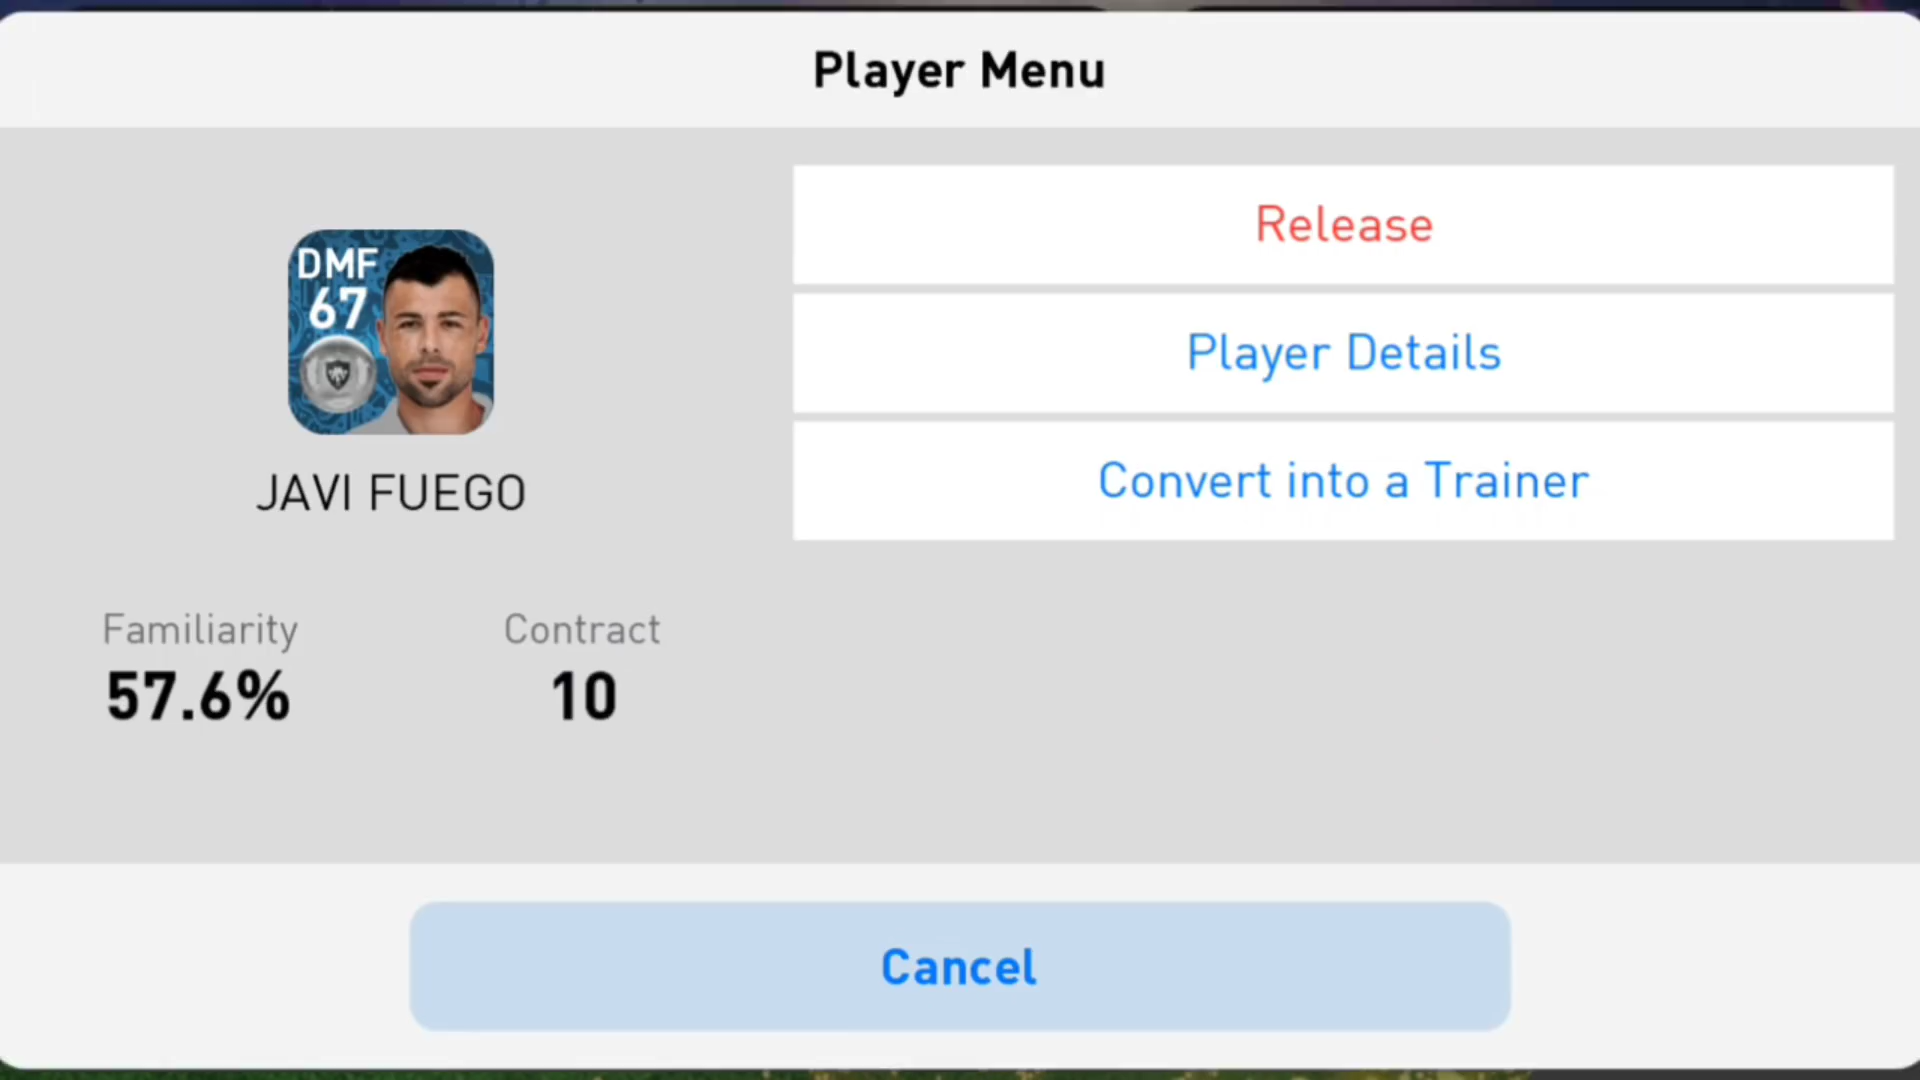 Player Menu
DMF
67
JAVI FUEGO
Familiarity
57.6%
Contract
10
Release
Player Details
Convert into a Trainer
Cancel